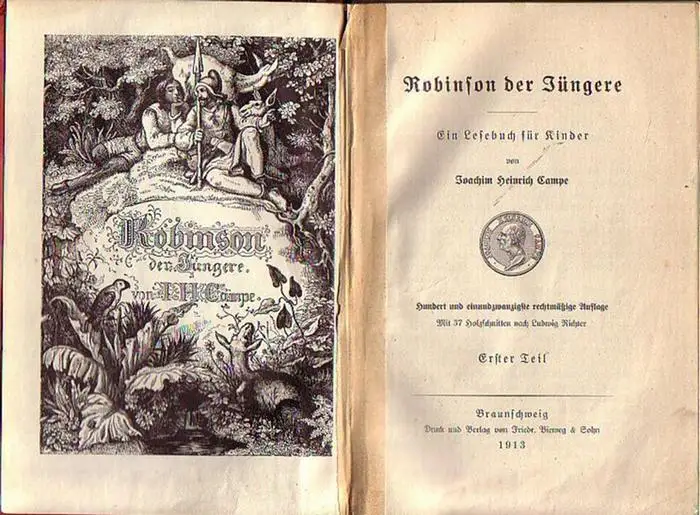 Robinson
der Jüngere.
von J. H. Campe.
Robinson der Jüngere
Ein Lesebuch für Kinder
von
Joachim Heinrich Campe
Hundert und einundzwanzigste rechtmäßige Auflage
Mit 37 Holzschnitten nach Ludwig Richter
Erster Teil
Braunschweig
Druck und Verlag von Friedr. Vieweg & Sohn
1913